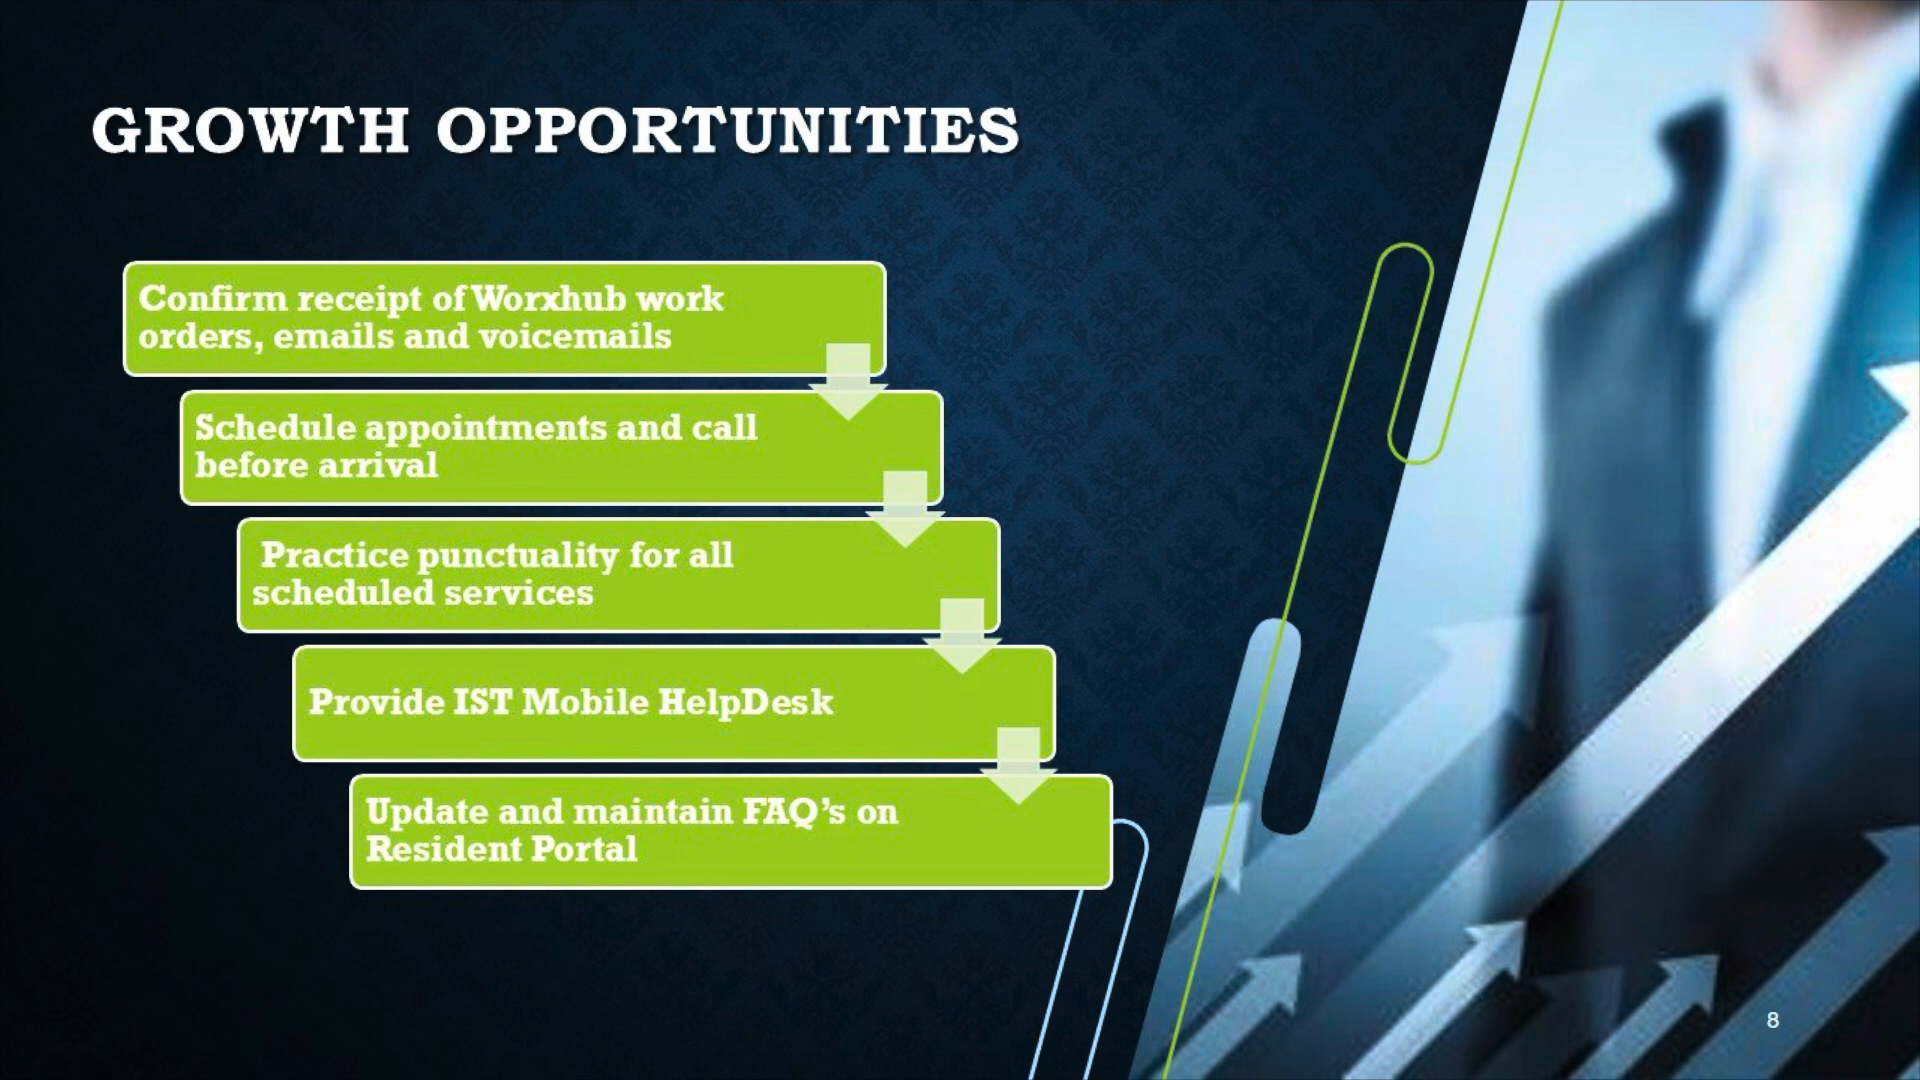 GROWTH OPPORTUNITIES
Confirm receipt of Worxhub work
orders, emails and voicemails
Schedule appointments and call
before arrival
Practice punctuality for all
scheduled services
Provide IST Mobile HelpDesk
Update and maintain FAQ’s on
Resident Portal
8